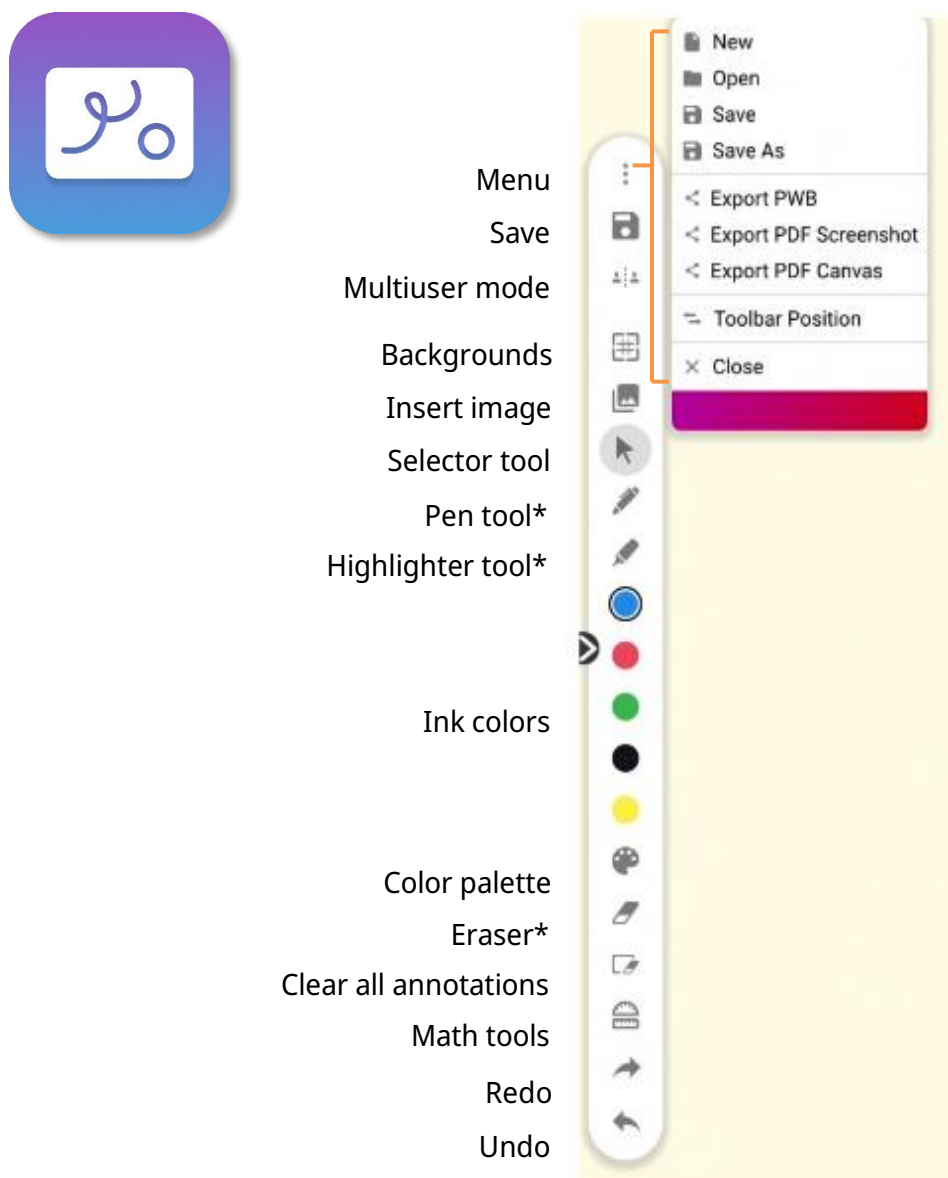 Menu
Save
Multiuser mode
Backgrounds
Insert image
Selector tool
Pen tool*
Highlighter tool*
Ink colors
Color palette
Eraser*
Clear all annotations
Math tools
Redo
Undo
New
Open
Save
Save As
Export PWB
Export PDF Screenshot
Export PDF Canvas
Toolbar Position
Close